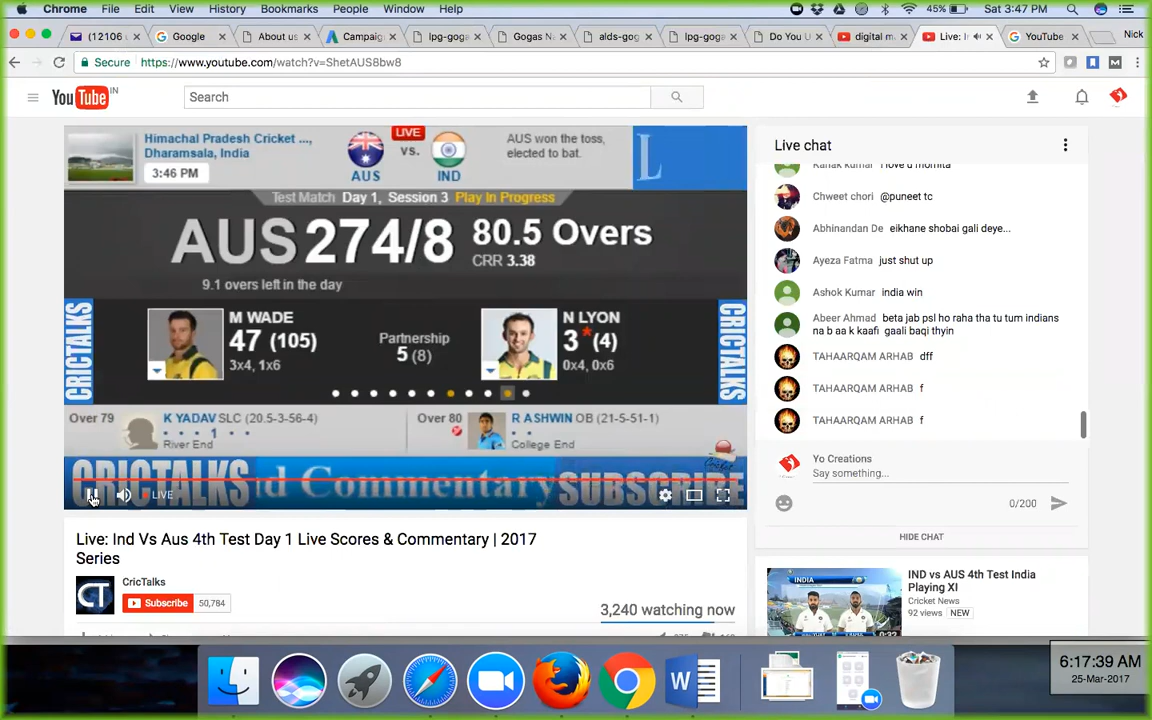 Chrome File Edit View History Bookmarks People Window Help 45% Sat 3:47 PM
(12106 Google About us Campaig lpg-goga Gogas Na alds-gog lpg-goga Do You U digital m Live: In YouTube Nick
Secure https://www.youtube.com/watch?v=ShetAUS8bw8
YouTube IN Search
Himachal Pradesh Cricket ...,
Dharamsala, India
3:46 PM
AUS LIVE vs. IND
AUS won the toss,
elected to bat.
L
Test Match Day 1, Session 3 Play In Progress
AUS 274/8 80.5 Overs
CRR 3.38
9.1 overs left in the day
CRICTALKS
M WADE
47 (105)
3x4, 1x6
Partnership
5 (8)
N LYON
3* (4)
0x4, 0x6
CRICTALKS
Over 79 K YADAV SLC (20.5-3-56-4)
1
River End
Over 80 R ASHWIN OB (21-5-51-1)
College End
CRICTALKS d Commentary SUBSCRIBE
LIVE
Live: Ind Vs Aus 4th Test Day 1 Live Scores & Commentary | 2017
Series
CT CricTalks
Subscribe 50,784
3,240 watching now
Live chat
Chweet chori @puneet tc
Abhinandan De eikhane shobai gali deye...
Ayeza Fatma just shut up
Ashok Kumar india win
Abeer Ahmad beta jab psl ho raha tha tu tum indians
na b aa k kaafi gaali baqi thyin
TAHAARQAM ARHAB dff
TAHAARQAM ARHAB f
TAHAARQAM ARHAB f
Yo Creations
Say something...
0/200
HIDE CHAT
INDIA
0:32
IND vs AUS 4th Test India
Playing XI
Cricket News
92 views NEW
W
6:17:39 AM
25-Mar-2017